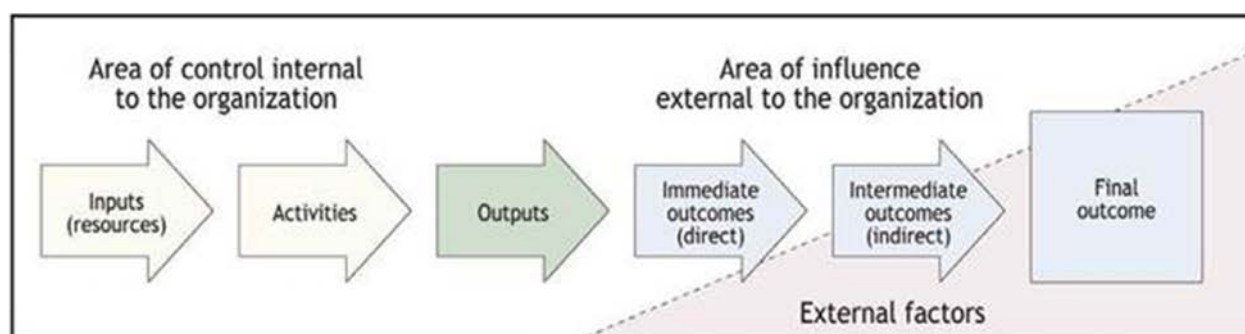 Area of control internal
to the organization
Area of influence
external to the organization
Inputs
(resources)
Activities
Outputs
Immediate
outcomes
(direct)
Intermediate
outcomes
(indirect)
Final
outcome
External factors